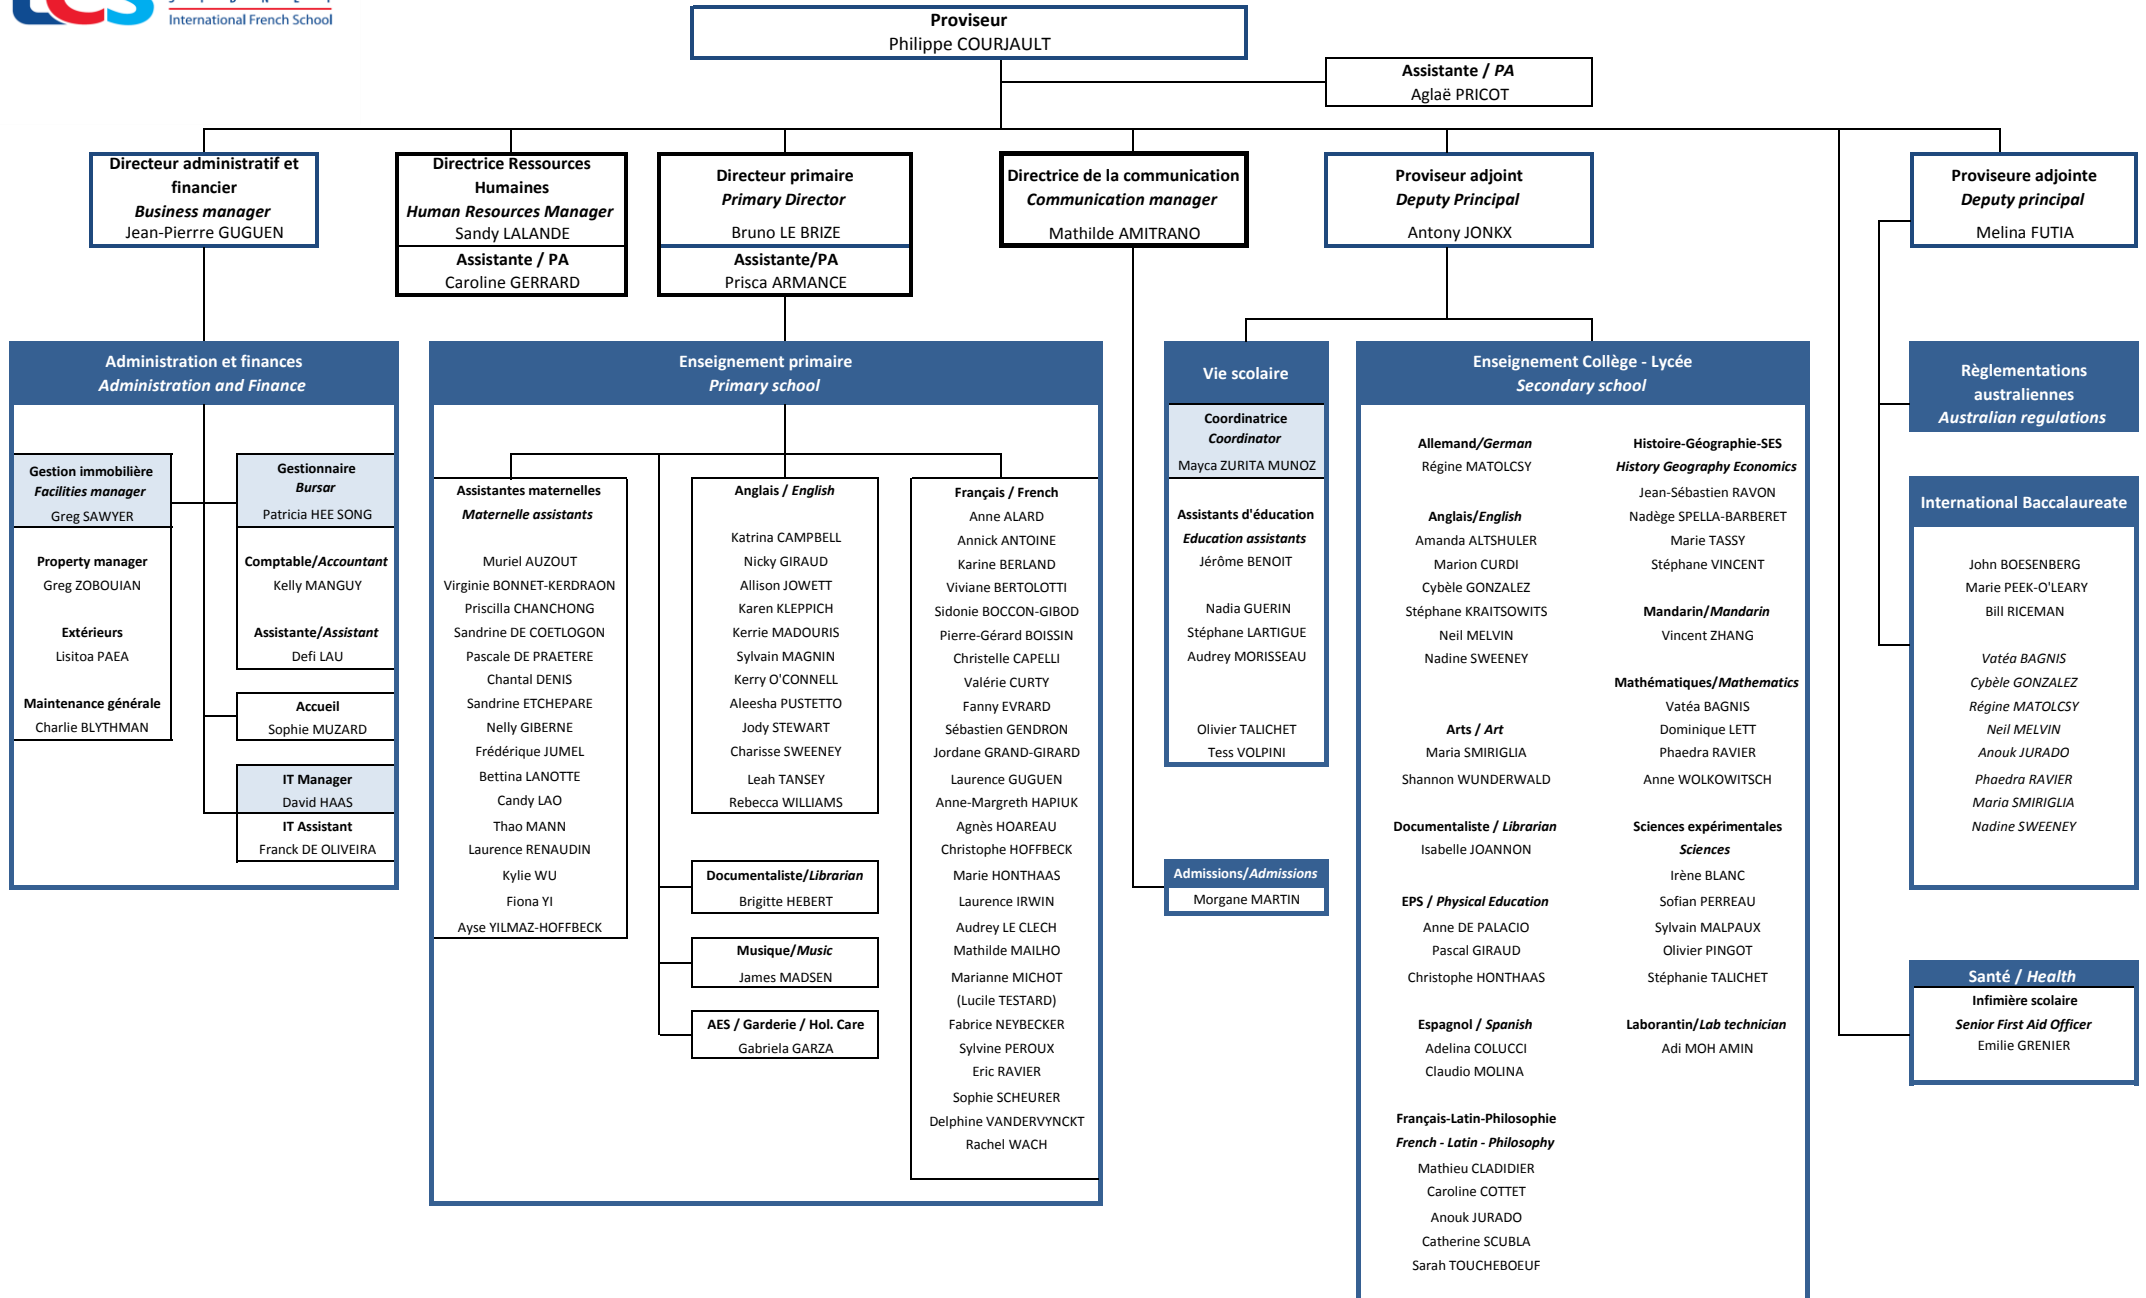 International French School
Proviseur
Philippe COURJAULT
Assistante / PA
Aglaë PRICOT
Directeur administratif et
financier
Business manager
Jean-Pierrre GUGUEN
Directrice Ressources
Humaines
Human Resources Manager
Sandy LALANDE
Assistante / PA
Caroline GERRARD
Directeur primaire
Primary Director
Bruno LE BRIZE
Assistante/PA
Prisca ARMANCE
Directrice de la communication
Communication manager
Mathilde AMITRANO
Proviseur adjoint
Deputy Principal
Antony JONKX
Proviseure adjointe
Deputy principal
Melina FUTIA
Administration et finances
Administration and Finance
Gestion immobilière
Facilities manager
Greg SAWYER
Property manager
Greg ZOBOUIAN
Extérieurs
Lisitoa PAEA
Maintenance générale
Charlie BLYTHMAN
Gestionnaire
Bursar
Patricia HEE SONG
Comptable/Accountant
Kelly MANGUY
Assistante/Assistant
Defi LAU
Accueil
Sophie MUZARD
IT Manager
David HAAS
IT Assistant
Franck DE OLIVEIRA
Enseignement primaire
Primary school
Assistantes maternelles
Maternelle assistants
Muriel AUZOUT
Virginie BONNET-KERDRAON
Priscilla CHANCHONG
Sandrine DE COETLOGON
Pascale DE PRAETERE
Chantal DENIS
Sandrine ETCHEPARE
Nelly GIBERNE
Frédérique JUMEL
Bettina LANOTTE
Candy LAO
Thao MANN
Laurence RENAUDIN
Kylie WU
Fiona YI
Ayse YILMAZ-HOFFBECK
Anglais / English
Katrina CAMPBELL
Nicky GIRAUD
Allison JOWETT
Karen KLEPPICH
Kerrie MADOURIS
Sylvain MAGNIN
Kerry O'CONNELL
Aleesha PUSTETTO
Jody STEWART
Charisse SWEENEY
Leah TANSEY
Rebecca WILLIAMS
Documentaliste/Librarian
Brigitte HEBERT
Musique/Music
James MADSEN
AES / Garderie / Hol. Care
Gabriela GARZA
Français / French
Anne ALARD
Annick ANTOINE
Karine BERLAND
Viviane BERTOLOTTI
Sidonie BOCCON-GIBOD
Pierre-Gérard BOISSIN
Christelle CAPELLI
Valérie CURTY
Fanny EVRARD
Sébastien GENDRON
Jordane GRAND-GIRARD
Laurence GUGUEN
Anne-Margreth HAPIUK
Agnès HOAREAU
Christophe HOFFBECK
Marie HONTHAAS
Laurence IRWIN
Audrey LE CLECH
Mathilde MAILHO
Marianne MICHOT
(Lucile TESTARD)
Fabrice NEYBECKER
Sylvine PEROUX
Eric RAVIER
Sophie SCHEURER
Delphine VANDERVYNCKT
Rachel WACH
Vie scolaire
Coordinatrice
Coordinator
Mayca ZURITA MUNOZ
Assistants d'éducation
Education assistants
Jérôme BENOIT
Nadia GUERIN
Stéphane LARTIGUE
Audrey MORISSEAU
Olivier TALICHET
Tess VOLPINI
Admissions/Admissions
Morgane MARTIN
Enseignement Collège - Lycée
Secondary school
Allemand/German
Régine MATOLCSY
Anglais/English
Amanda ALTSHULER
Marion CURDI
Cybèle GONZALEZ
Stéphane KRAITSOWITS
Neil MELVIN
Nadine SWEENEY
Arts / Art
Maria SMIRIGLIA
Shannon WUNDERWALD
Documentaliste / Librarian
Isabelle JOANNON
EPS / Physical Education
Anne DE PALACIO
Pascal GIRAUD
Christophe HONTHAAS
Espagnol / Spanish
Adelina COLUCCI
Claudio MOLINA
Français-Latin-Philosophie
French - Latin - Philosophy
Mathieu CLADIDIER
Caroline COTTET
Anouk JURADO
Catherine SCUBLA
Sarah TOUCHEBOEUF
Histoire-Géographie-SES
History Geography Economics
Jean-Sébastien RAVON
Nadège SPELLA-BARBERET
Marie TASSY
Stéphane VINCENT
Mandarin/Mandarin
Vincent ZHANG
Mathématiques/Mathematics
Vatéa BAGNIS
Dominique LETT
Phaedra RAVIER
Anne WOLKOWITSCH
Sciences expérimentales
Sciences
Irène BLANC
Sofian PERREAU
Sylvain MALPAUX
Olivier PINGOT
Stéphanie TALICHET
Laborantin/Lab technician
Adi MOH AMIN
Règlementations
australiennes
Australian regulations
International Baccalaureate
John BOESENBERG
Marie PEEK-O'LEARY
Bill RICEMAN
Vatéa BAGNIS
Cybèle GONZALEZ
Régine MATOLCSY
Neil MELVIN
Anouk JURADO
Phaedra RAVIER
Maria SMIRIGLIA
Nadine SWEENEY
Santé / Health
Infimière scolaire
Senior First Aid Officer
Emilie GRENIER